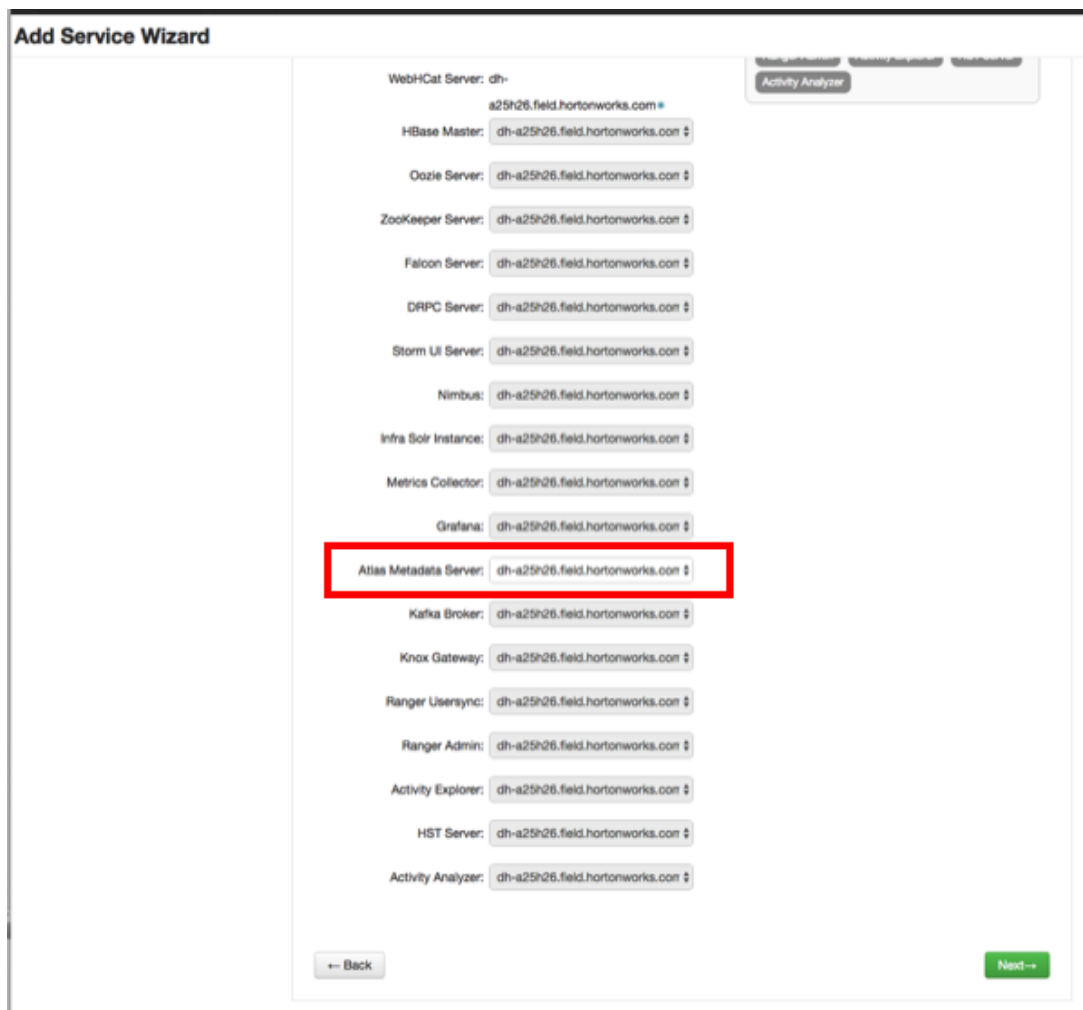 Add Service Wizard
WebHCat Server: dh-
a25h26.field.hortonworks.com
Activity Analyzer
HBase Master: dh-a25h26.field.hortonworks.com
Oozie Server: dh-a25h26.field.hortonworks.com
ZooKeeper Server: dh-a25h26.field.hortonworks.com
Falcon Server: dh-a25h26.field.hortonworks.com
DRPC Server: dh-a25h26.field.hortonworks.com
Storm UI Server: dh-a25h26.field.hortonworks.com
Nimbus: dh-a25h26.field.hortonworks.com
Infra Solr Instance: dh-a25h26.field.hortonworks.com
Metrics Collector: dh-a25h26.field.hortonworks.com
Grafana: dh-a25h26.field.hortonworks.com
Atlas Metadata Server: dh-a25h26.field.hortonworks.com
Kafka Broker: dh-a25h26.field.hortonworks.com
Knox Gateway: dh-a25h26.field.hortonworks.com
Ranger Usersync: dh-a25h26.field.hortonworks.com
Ranger Admin: dh-a25h26.field.hortonworks.com
Activity Explorer: dh-a25h26.field.hortonworks.com
HST Server: dh-a25h26.field.hortonworks.com
Activity Analyzer: dh-a25h26.field.hortonworks.com
← Back
Next→